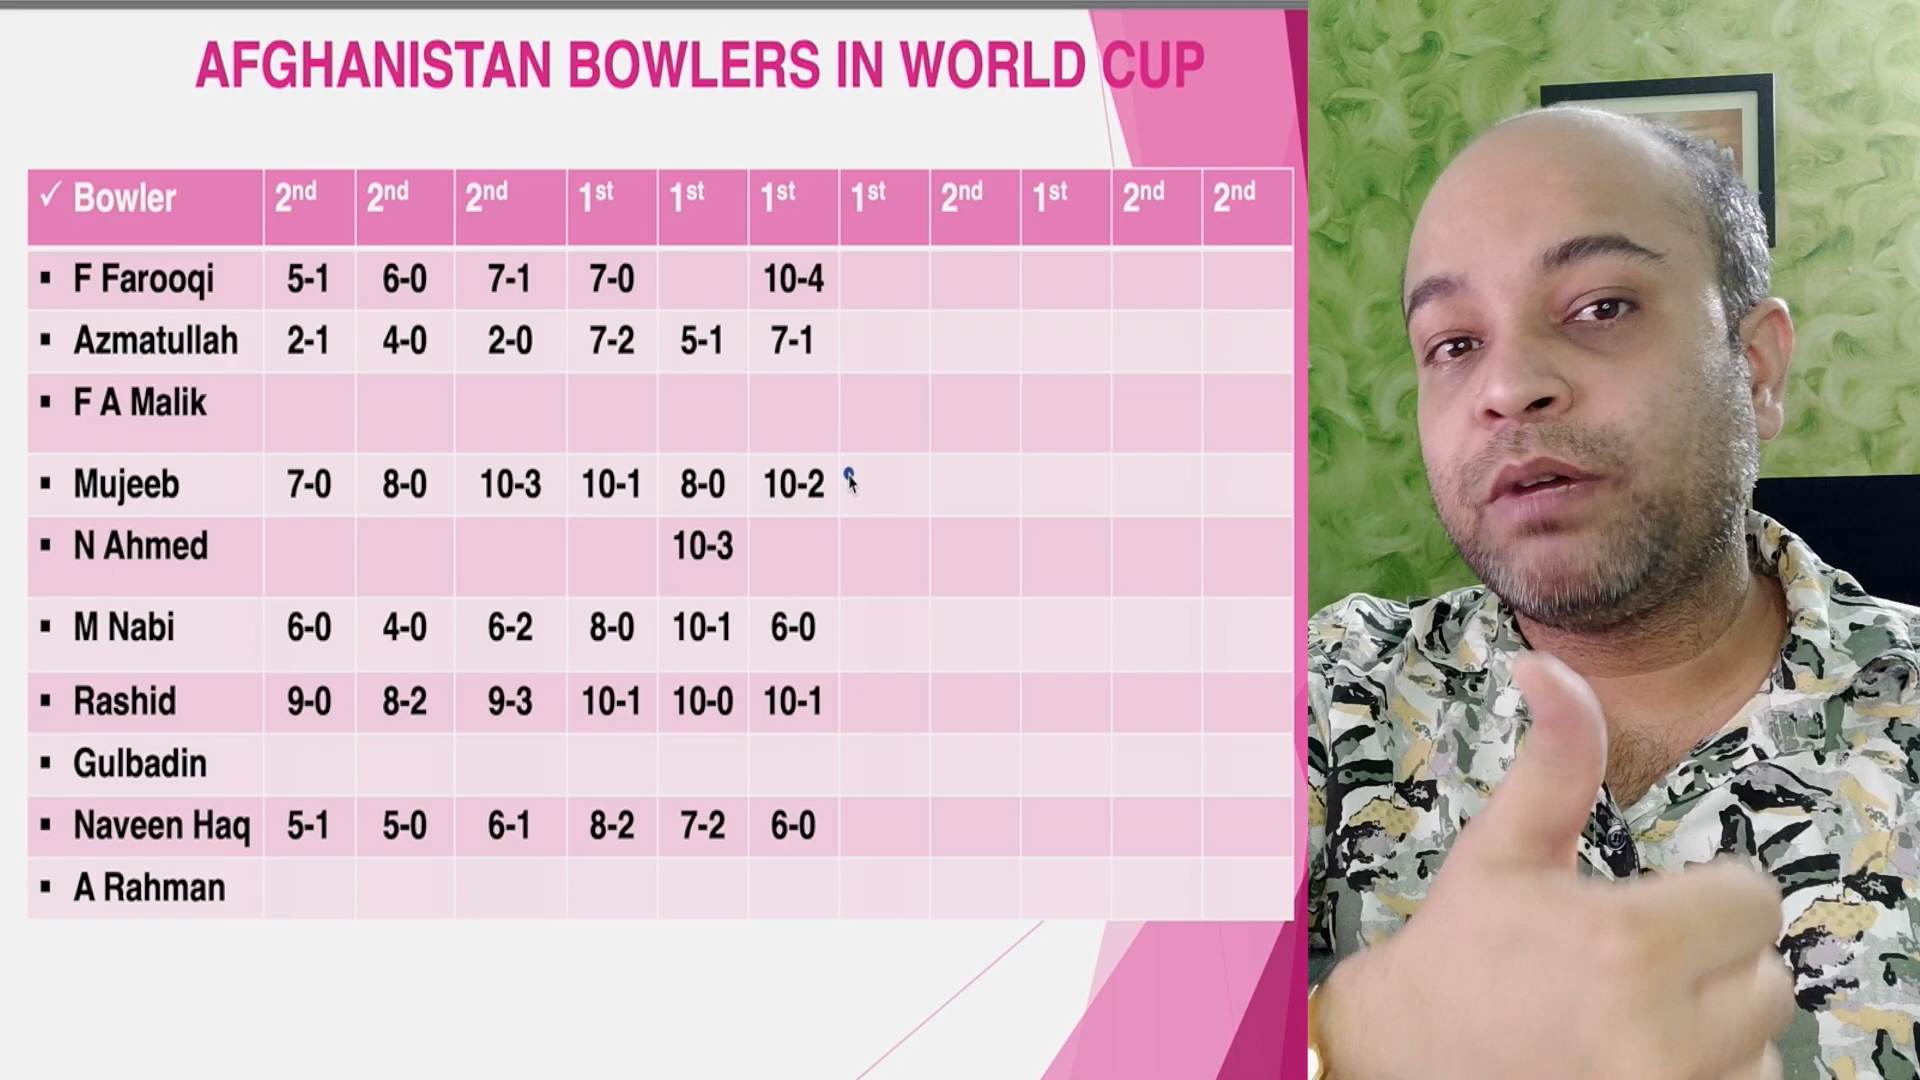 AFGHANISTAN BOWLERS IN WORLD CUP
✓ Bowler 2nd 2nd 2nd 1st 1st 1st 1st 2nd 1st 2nd 2nd
▪ F Farooqi 5-1 6-0 7-1 7-0 10-4
▪ Azmatullah 2-1 4-0 2-0 7-2 5-1 7-1
▪ F A Malik
▪ Mujeeb 7-0 8-0 10-3 10-1 8-0 10-2
▪ N Ahmed 10-3
▪ M Nabi 6-0 4-0 6-2 8-0 10-1 6-0
▪ Rashid 9-0 8-2 9-3 10-1 10-0 10-1
▪ Gulbadin
▪ Naveen Haq 5-1 5-0 6-1 8-2 7-2 6-0
▪ A Rahman